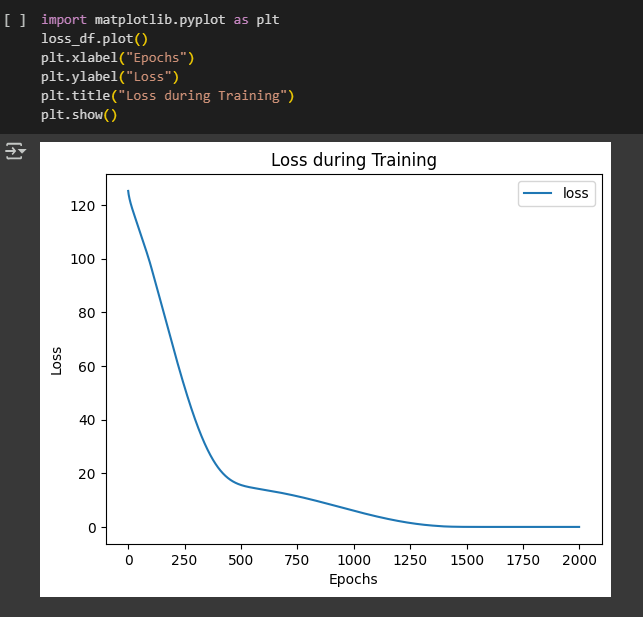 [ ] import matplotlib.pyplot as plt
loss_df.plot()
plt.xlabel("Epochs")
plt.ylabel("Loss")
plt.title("Loss during Training")
plt.show()
Loss during Training
loss
120
100
80
60
40
20
0
Loss
0 250 500 750 1000 1250 1500 1750 2000
Epochs